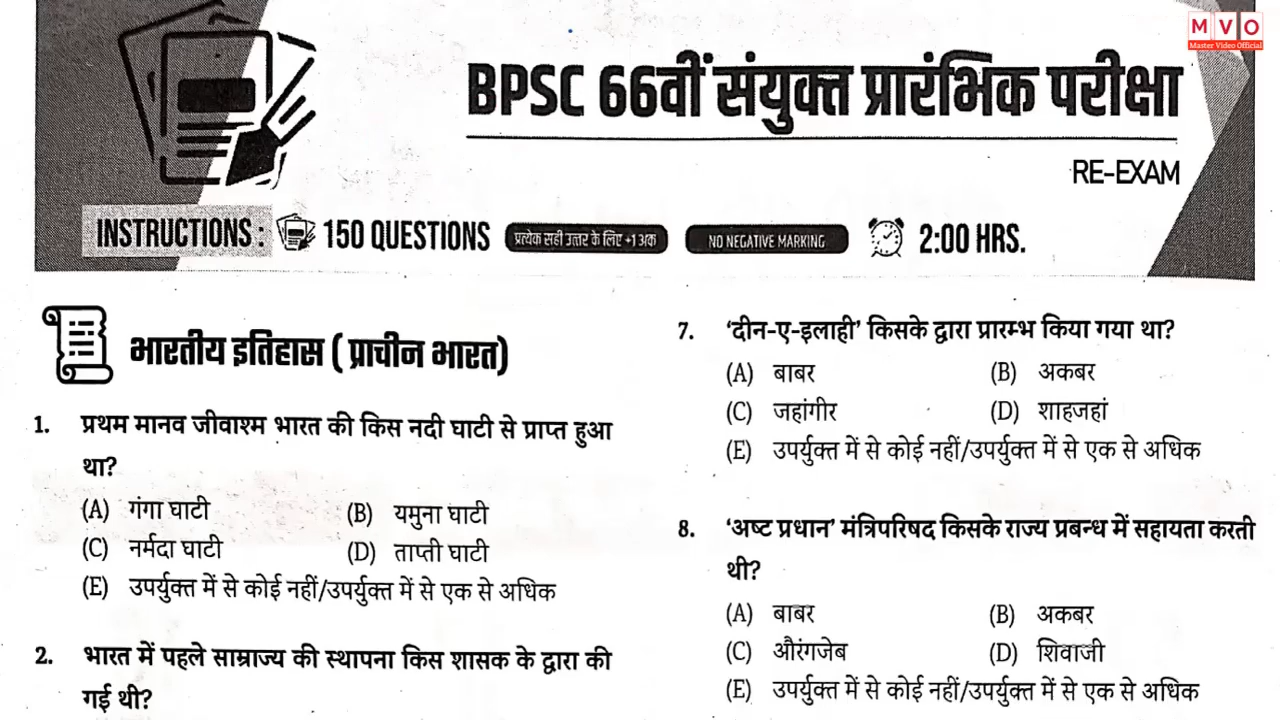 MVO
Master Video Official
BPSC 66वीं संयुक्त प्रारंभिक परीक्षा
RE-EXAM
INSTRUCTIONS :
150 QUESTIONS
प्रत्येक सही उत्तर के लिए +1 अंक
NO NEGATIVE MARKING
2:00 HRS.
भारतीय इतिहास ( प्राचीन भारत)
1. प्रथम मानव जीवाश्म भारत की किस नदी घाटी से प्राप्त हुआ
था?
(A) गंगा घाटी (B) यमुना घाटी
(C) नर्मदा घाटी (D) ताप्ती घाटी
(E) उपर्युक्त में से कोई नहीं/उपर्युक्त में से एक से अधिक
2. भारत में पहले साम्राज्य की स्थापना किस शासक के द्वारा की
गई थी?
7. ‘दीन-ए-इलाही’ किसके द्वारा प्रारम्भ किया गया था?
(A) बाबर (B) अकबर
(C) जहांगीर (D) शाहजहां
(E) उपर्युक्त में से कोई नहीं/उपर्युक्त में से एक से अधिक
8. ‘अष्ट प्रधान’ मंत्रिपरिषद किसके राज्य प्रबन्ध में सहायता करती
थी?
(A) बाबर (B) अकबर
(C) औरंगजेब (D) शिवाजी
(E) उपर्युक्त में से कोई नहीं/उपर्युक्त में से एक से अधिक